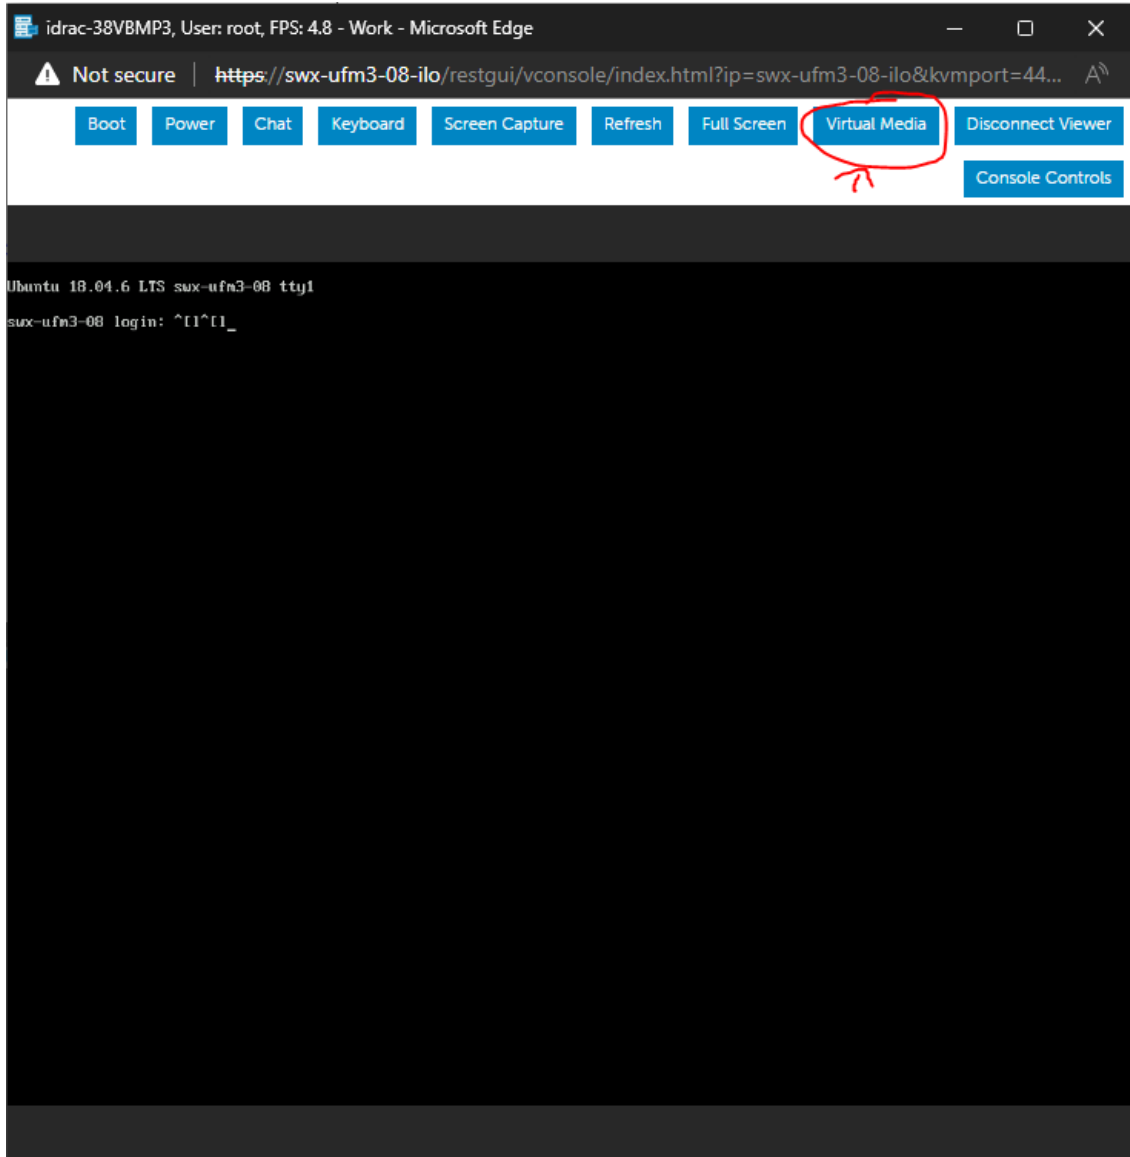 idrac-38VBMP3, User: root, FPS: 4.8 - Work - Microsoft Edge
Not secure | https://swx-ufm3-08-ilo/restgui/vconsole/index.html?ip=swx-ufm3-08-ilo&kvmport=44...
Boot Power Chat Keyboard Screen Capture Refresh Full Screen Virtual Media Disconnect Viewer
Console Controls
Ubuntu 18.04.6 LTS swx-ufm3-08 tty1
swx-ufm3-08 login: ^[]^[]_